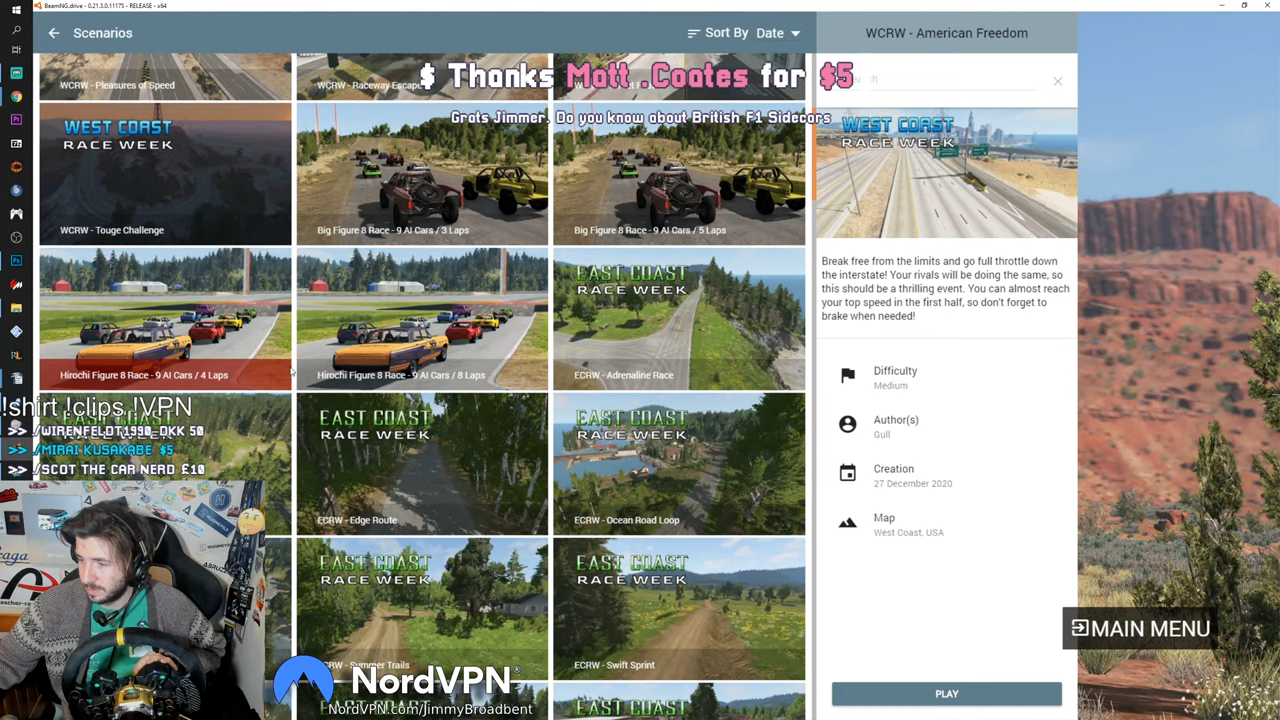 BeamNG.drive - 0.21.3.0.11175 - RELEASE - x64
Scenarios
Sort By Date
WCRW - American Freedom
WCRW - Pleasures of Speed
WCRW - Raceway Escape
$ Thanks Matt Coates for $5
Grats Jimmer. Do you know about British F1 Sidecars
WEST COAST
RACE WEEK
WCRW - Touge Challenge
Big Figure 8 Race - 9 AI Cars / 3 Laps
Big Figure 8 Race - 9 AI Cars / 5 Laps
WEST COAST
RACE WEEK
Break free from the limits and go full throttle down
the interstate! Your rivals will be doing the same, so
this should be a thrilling event. You can almost reach
your top speed in the first half, so don't forget to
brake when needed!
Hirochi Figure 8 Race - 9 AI Cars / 4 Laps
Hirochi Figure 8 Race - 9 AI Cars / 8 Laps
EAST COAST
RACE WEEK
ECRW - Adrenaline Race
Difficulty
Medium
Author(s)
Gull
Creation
27 December 2020
Map
West Coast, USA
!shirt !clips !VPN
>> /WIRENFELDT1990 DKK 50
>> /MIRAI KUSAKABE $5
>> /SCOT THE CAR NERD £10
EAST COAST
RACE WEEK
ECRW - Edge Route
EAST COAST
RACE WEEK
ECRW - Ocean Road Loop
EAST COAST
RACE WEEK
ECRW - Summer Trails
EAST COAST
RACE WEEK
ECRW - Swift Sprint
MAIN MENU
PLAY
NordVPN®
NordVPN.com/JimmyBroadbent
EAST COAST
EAST COAST